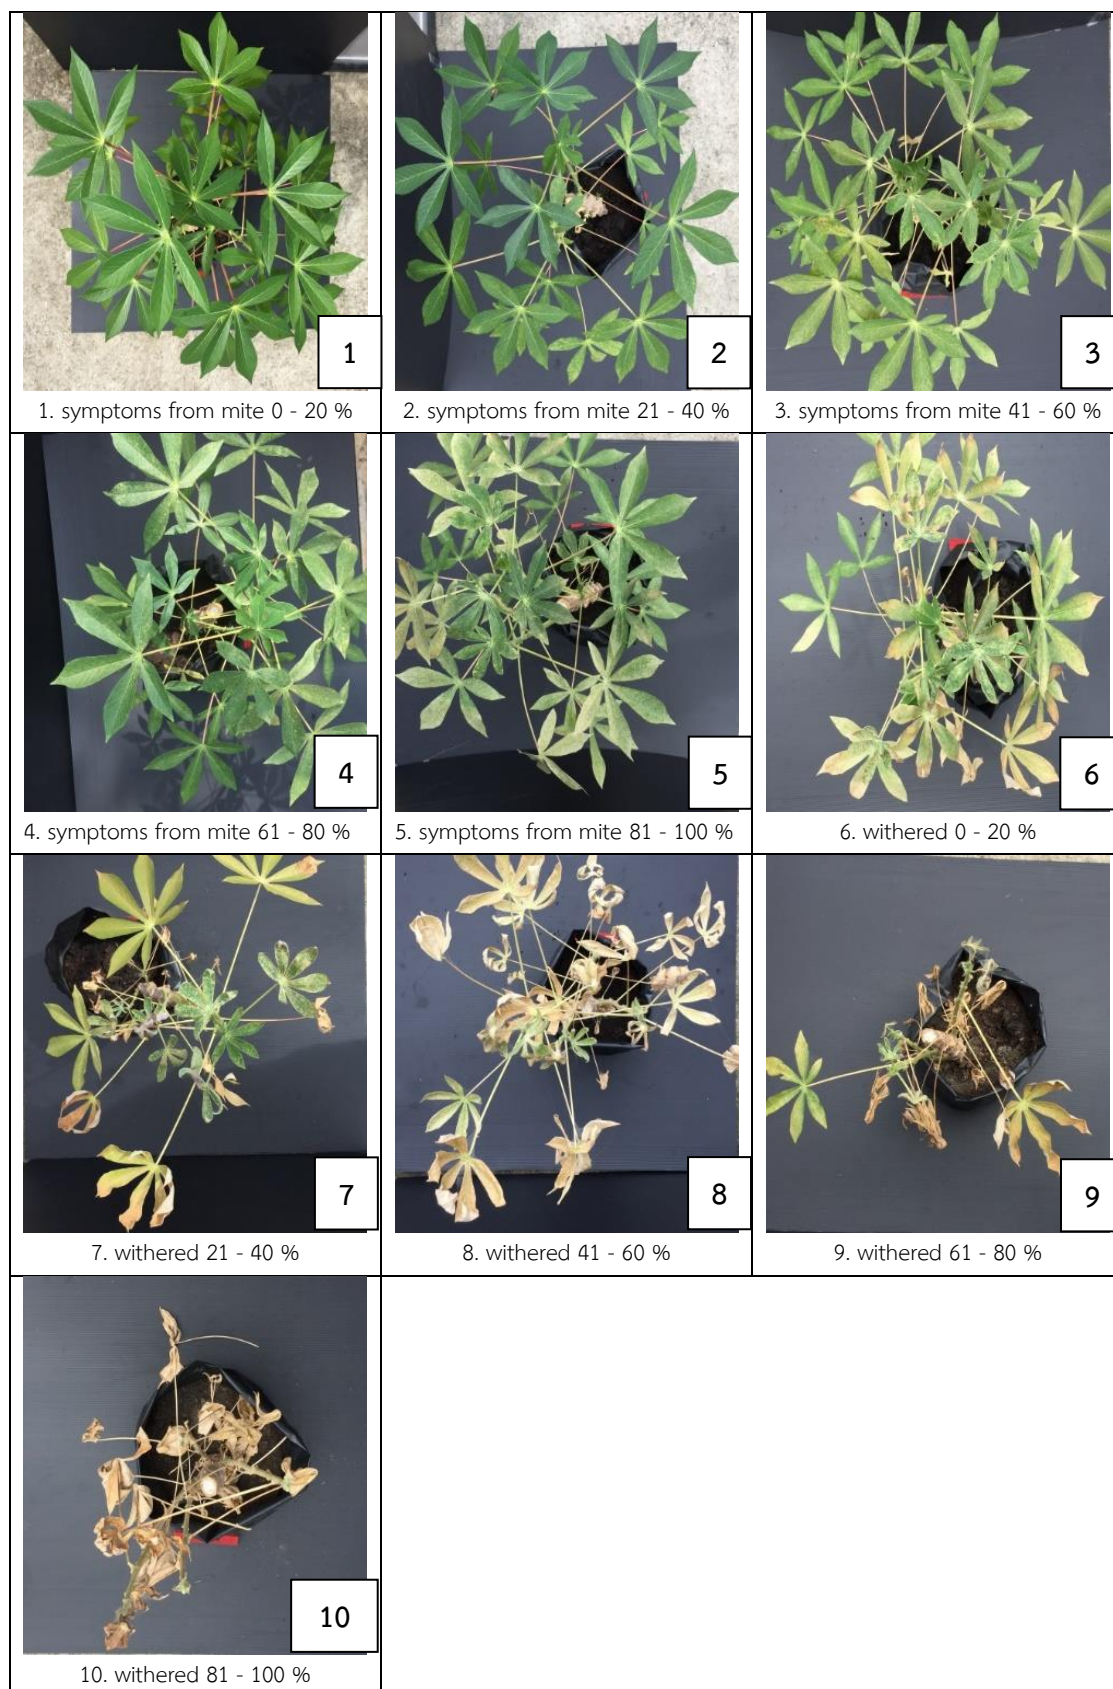 1
2
3
1. symptoms from mite 0 - 20 %
2. symptoms from mite 21 - 40 %
3. symptoms from mite 41 - 60 %
4
5
6
4. symptoms from mite 61 - 80 %
5. symptoms from mite 81 - 100 %
6. withered 0 - 20 %
7
8
9
7. withered 21 - 40 %
8. withered 41 - 60 %
9. withered 61 - 80 %
10
10. withered 81 - 100 %